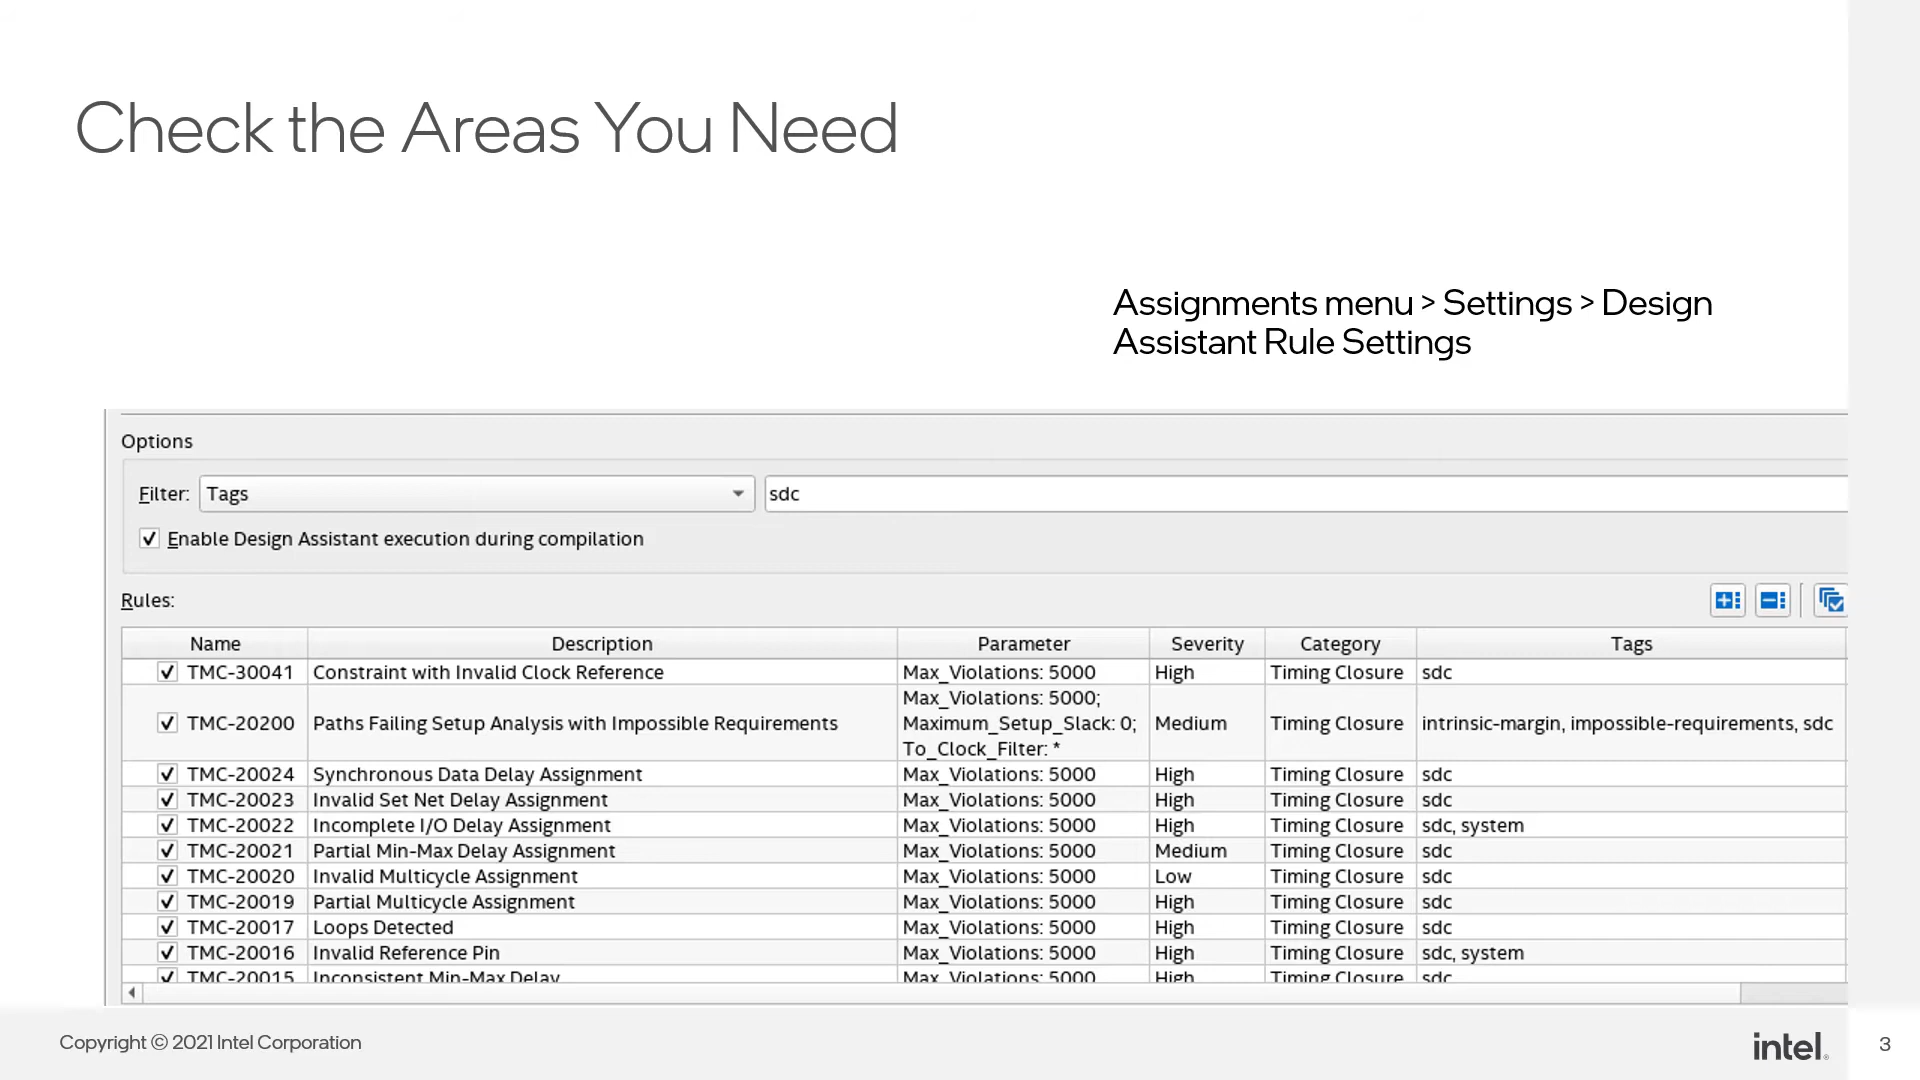 Check the Areas You Need
Assignments menu > Settings > Design
Assistant Rule Settings
Options
Filter: Tags sdc
Enable Design Assistant execution during compilation
Rules:
Name Description Parameter Severity Category Tags
TMC-30041 Constraint with Invalid Clock Reference Max_Violations: 5000 High Timing Closure sdc
Max_Violations: 5000;
TMC-20200 Paths Failing Setup Analysis with Impossible Requirements Maximum_Setup_Slack: 0; Medium Timing Closure intrinsic-margin, impossible-requirements, sdc
To_Clock_Filter: *
TMC-20024 Synchronous Data Delay Assignment Max_Violations: 5000 High Timing Closure sdc
TMC-20023 Invalid Set Net Delay Assignment Max_Violations: 5000 High Timing Closure sdc
TMC-20022 Incomplete I/O Delay Assignment Max_Violations: 5000 High Timing Closure sdc, system
TMC-20021 Partial Min-Max Delay Assignment Max_Violations: 5000 Medium Timing Closure sdc
TMC-20020 Invalid Multicycle Assignment Max_Violations: 5000 Low Timing Closure sdc
TMC-20019 Partial Multicycle Assignment Max_Violations: 5000 High Timing Closure sdc
TMC-20017 Loops Detected Max_Violations: 5000 High Timing Closure sdc
TMC-20016 Invalid Reference Pin Max_Violations: 5000 High Timing Closure sdc, system
TMC-20015 Inconsistent Min-Max Delay Max_Violations: 5000 High Timing Closure sdc
Copyright © 2021 Intel Corporation
intel.
3